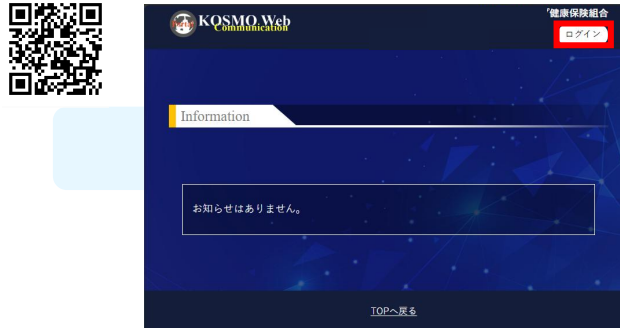 KOSMO Web
Communication
健康保険組合
ログイン
Information
お知らせはありません。
TOPへ戻る